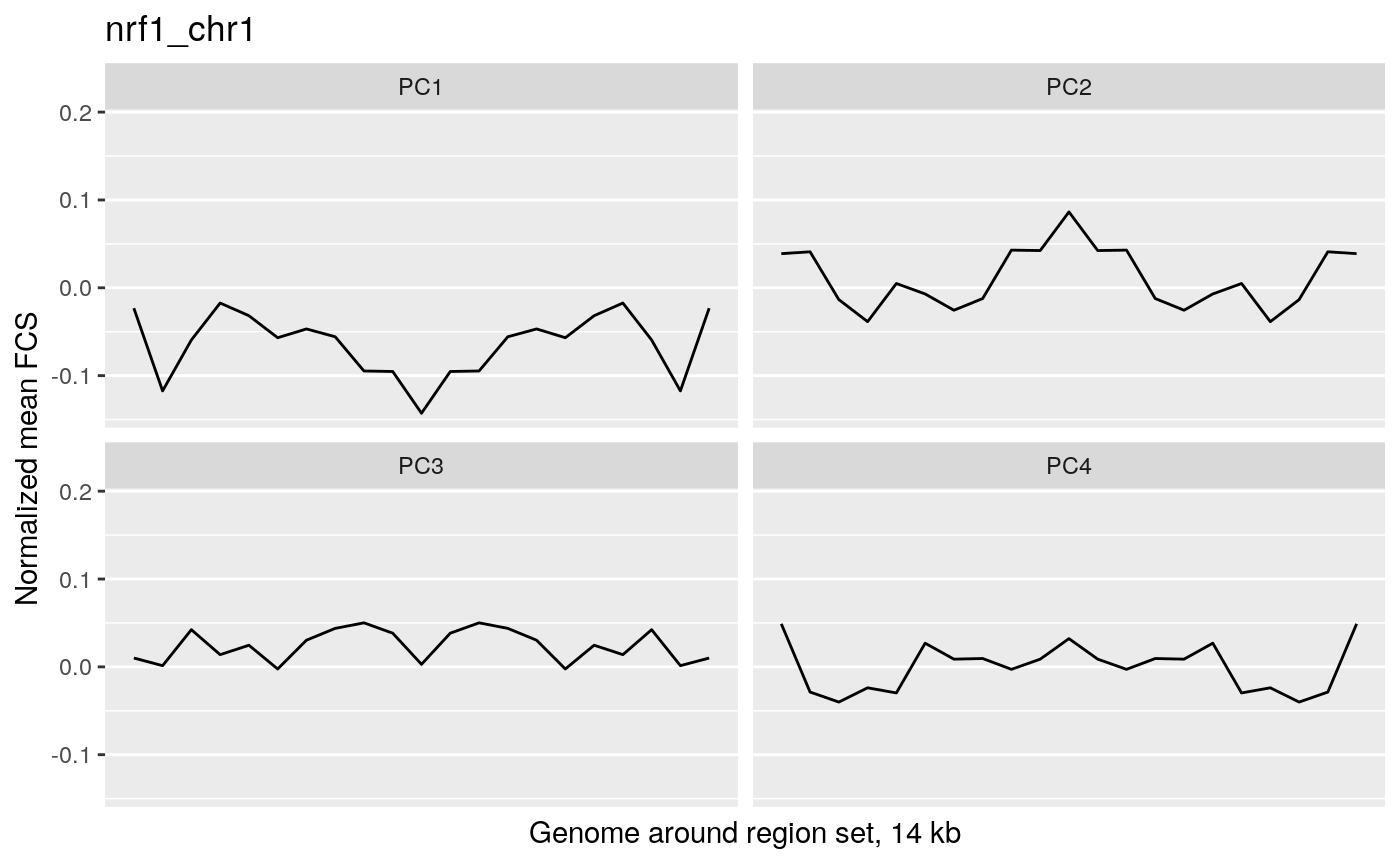 nrf1_chr1
PC1
PC2
0.2
0.1
0.0
-0.1
PC3
PC4
0.2
0.1
0.0
-0.1
Normalized mean FCS
Genome around region set, 14 kb